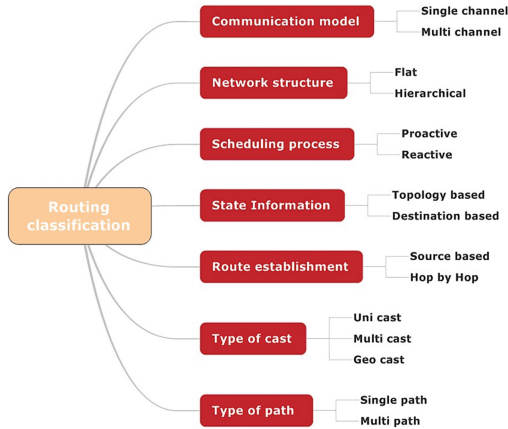 Routing
classification
Communication model
Single channel
Multi channel
Network structure
Flat
Hierarchical
Scheduling process
Proactive
Reactive
State Information
Topology based
Destination based
Route establishment
Source based
Hop by Hop
Type of cast
Uni cast
Multi cast
Geo cast
Type of path
Single path
Multi path